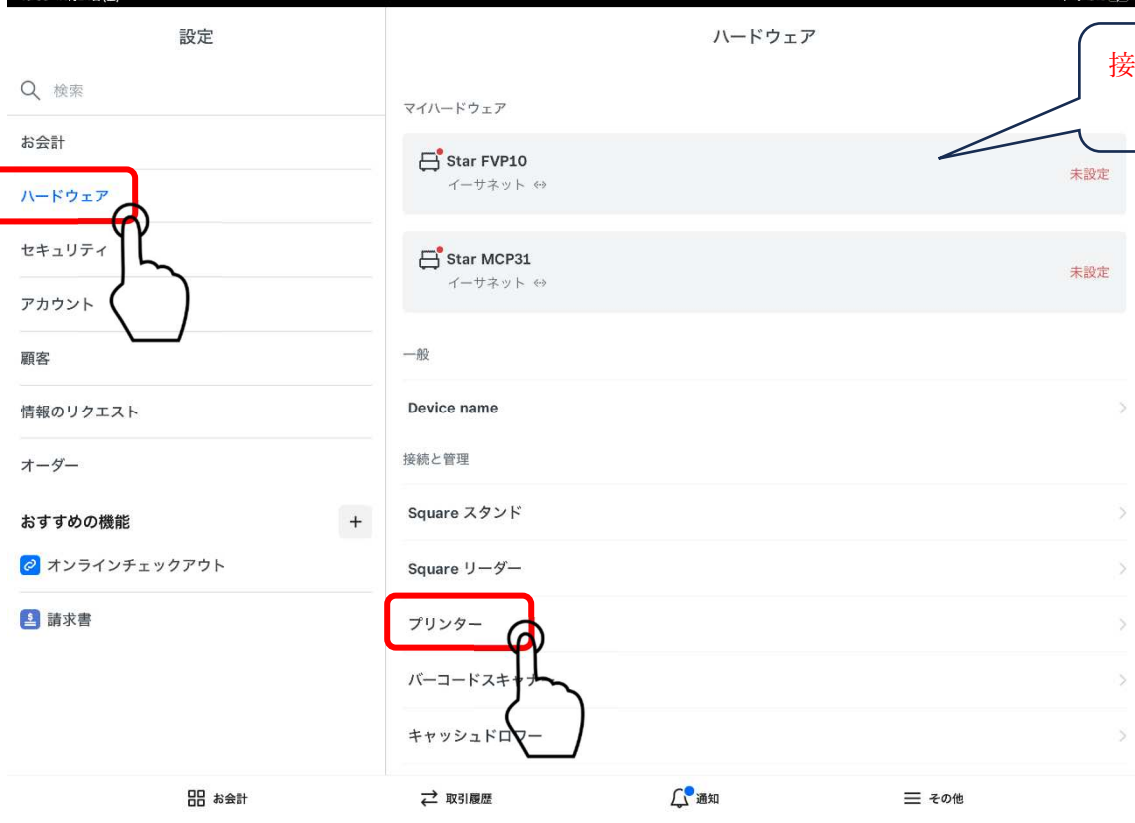 設定
検索
お会計
ハードウェア
セキュリティ
アカウント
顧客
情報のリクエスト
オーダー
おすすめの機能
+
オンラインチェックアウト
請求書
ハードウェア
接
マイハードウェア
Star FVP10
イーサネット
未設定
Star MCP31
イーサネット
未設定
一般
Device name
接続と管理
Square スタンド
Square リーダー
プリンター
バーコードスキャナー
キャッシュドロワー
お会計
取引履歴
通知
その他